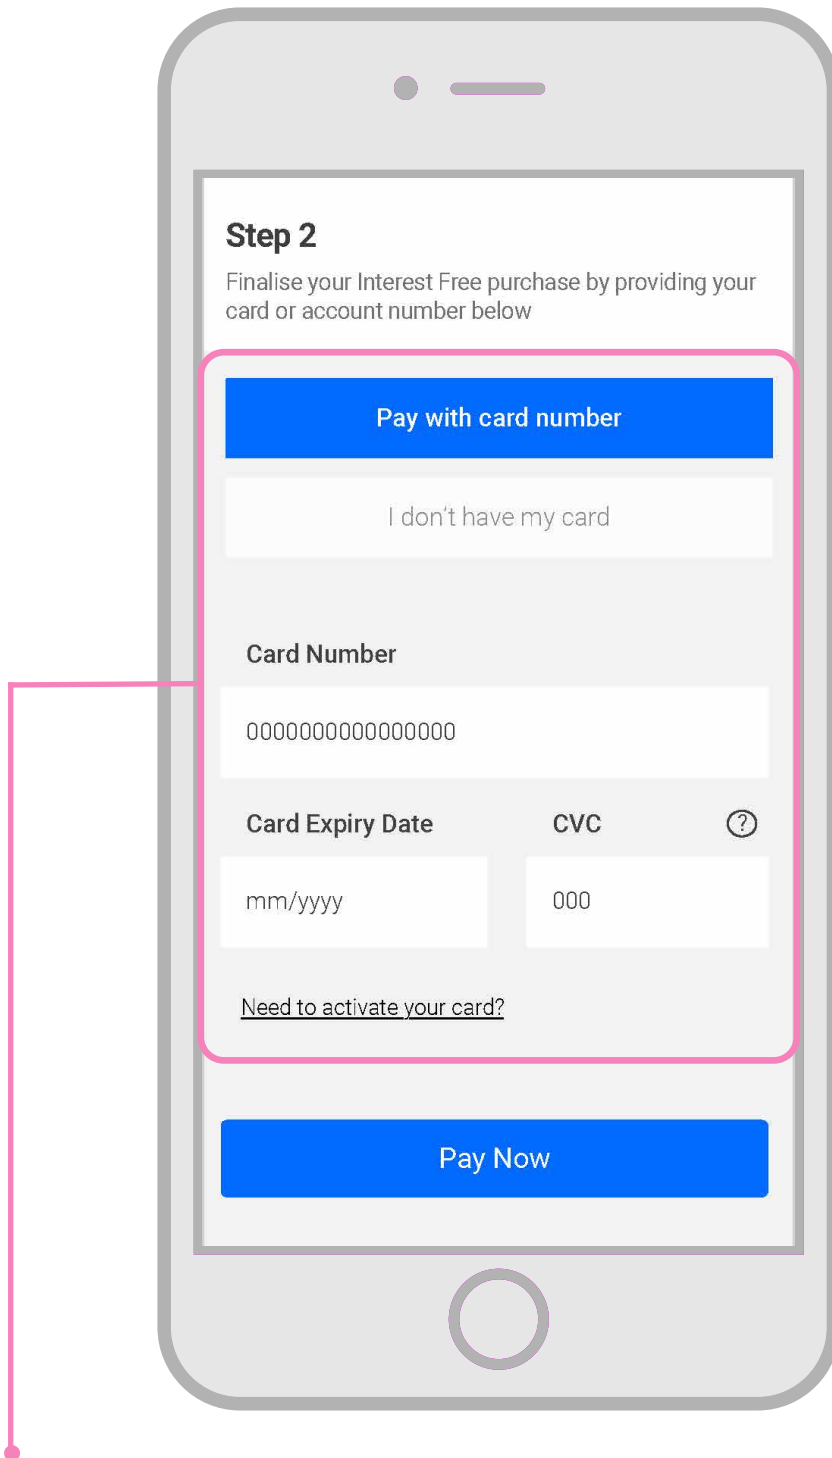 Step 2
Finalise your Interest Free purchase by providing your
card or account number below
Pay with card number
I don't have my card
Card Number
0000000000000000
Card Expiry Date CVC ?
mm/yyyy 000
Need to activate your card?
Pay Now